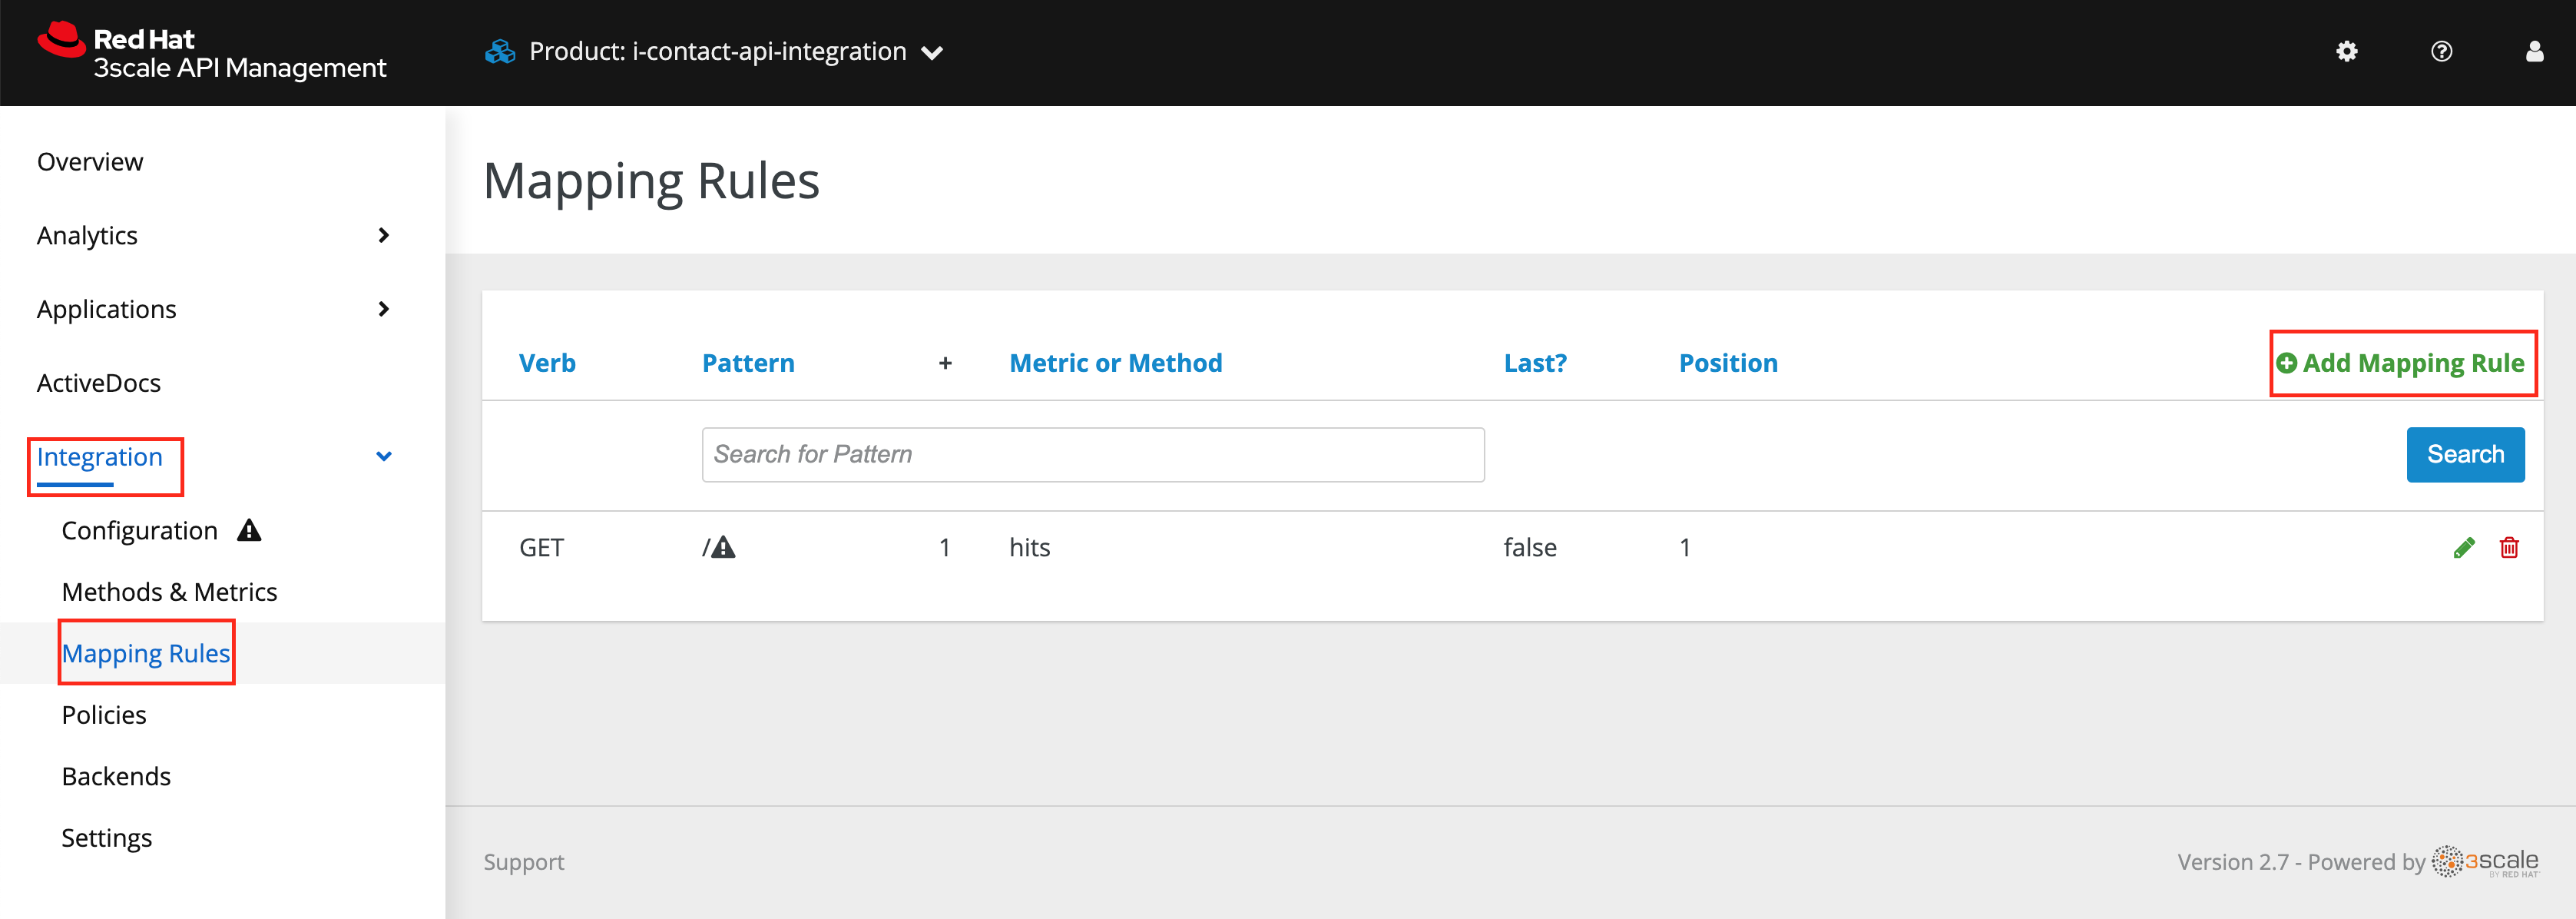 Red Hat
3scale API Management
Product: i-contact-api-integration
Overview
Analytics
Applications
ActiveDocs
Integration
Configuration
Methods & Metrics
Mapping Rules
Policies
Backends
Settings
Mapping Rules
Verb Pattern + Metric or Method Last? Position Add Mapping Rule
Search for Pattern Search
GET / 1 hits false 1
Support Version 2.7 - Powered by 3scale
BY RED HAT